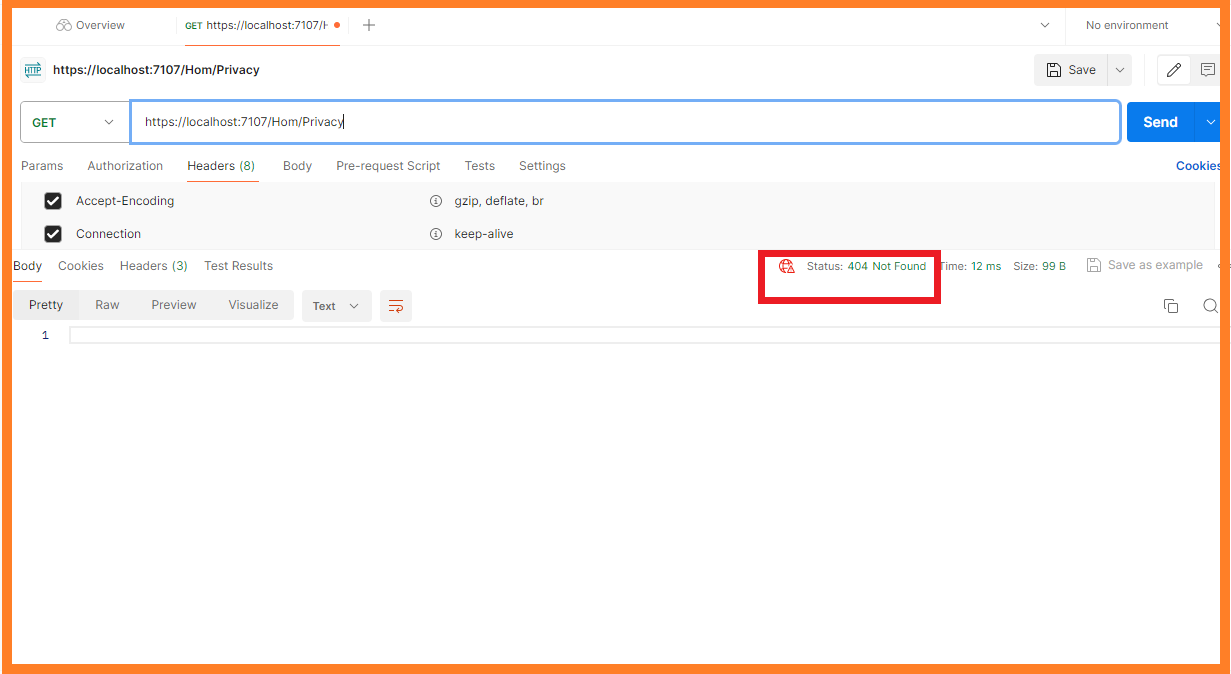 Overview
GET https://localhost:7107/H
No environment
HTTP https://localhost:7107/Hom/Privacy
Save
GET
https://localhost:7107/Hom/Privacy
Send
Params Authorization Headers (8) Body Pre-request Script Tests Settings Cookies
Accept-Encoding gzip, deflate, br
Connection keep-alive
Body Cookies Headers (3) Test Results Status: 404 Not Found Time: 12 ms Size: 99 B Save as example
Pretty Raw Preview Visualize Text
1